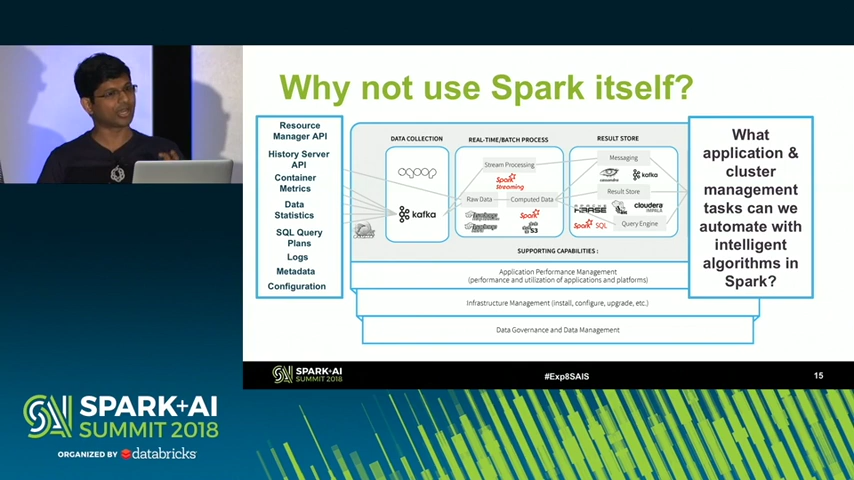 Why not use Spark itself?
Resource
Manager API
History Server
API
Container
Metrics
Data
Statistics
SQL Query
Plans
Logs
Metadata
Configuration
DATA COLLECTION
REAL-TIME/BATCH PROCESS
RESULT STORE
sqoop
kafka
Stream Processing
Spark
Streaming
Raw Data
Computed Data
Spark
S3
Messaging
cassandra
kafka
Result Store
HBASE
cloudera
IMPALA
Spark SQL
Query Engine
SUPPORTING CAPABILITIES :
Application Performance Management
(performance and utilization of applications and platforms)
Infrastructure Management (install, configure, upgrade, etc.)
Data Governance and Data Management
What
application &
cluster
management
tasks can we
automate with
intelligent
algorithms in
Spark?
SPARK+AI
SUMMIT 2018
#Exp8SAIS
15
SPARK+AI
SUMMIT 2018
ORGANIZED BY databricks